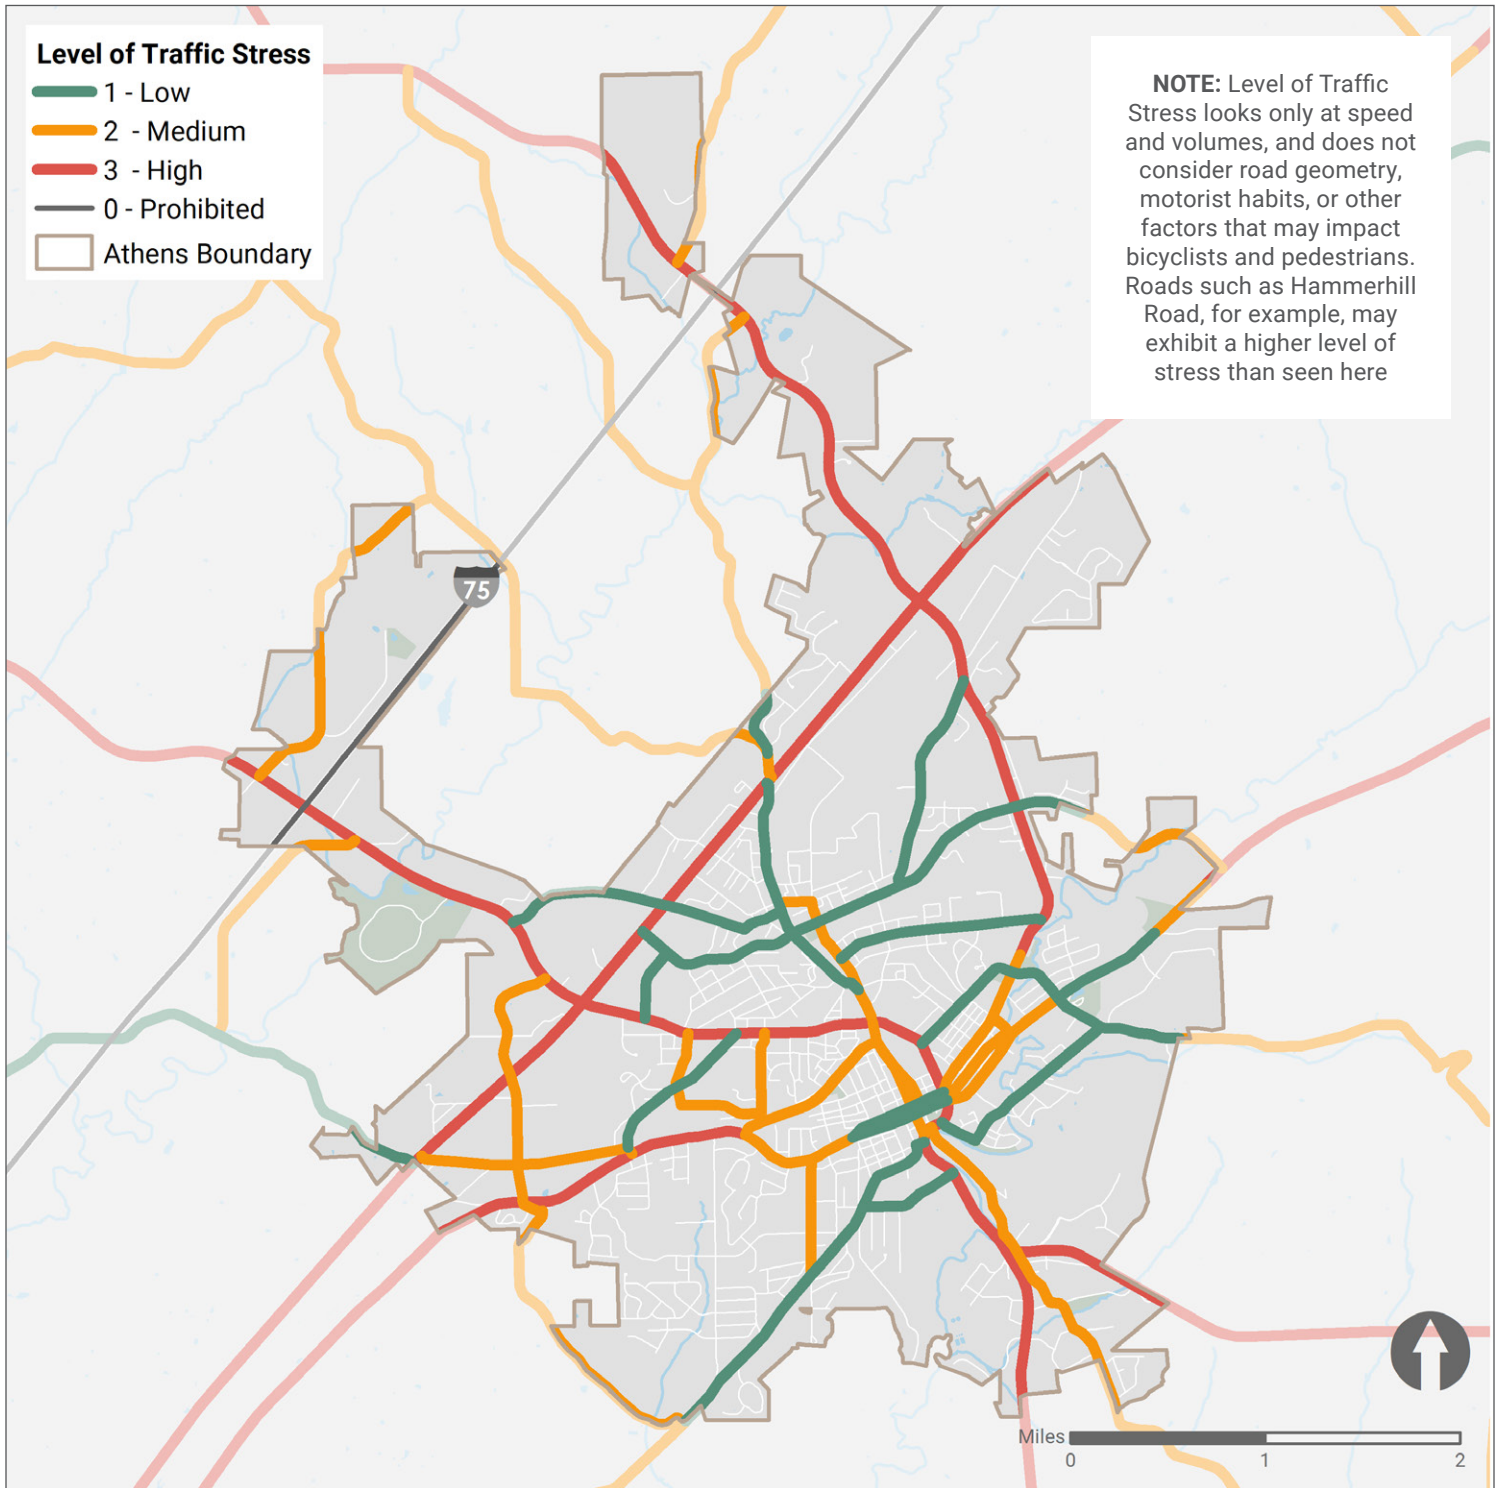 Level of Traffic Stress
1 - Low
2 - Medium
3 - High
0 - Prohibited
Athens Boundary
NOTE: Level of Traffic
Stress looks only at speed
and volumes, and does not
consider road geometry,
motorist habits, or other
factors that may impact
bicyclists and pedestrians.
Roads such as Hammerhill
Road, for example, may
exhibit a higher level of
stress than seen here
75
Miles
0 1 2